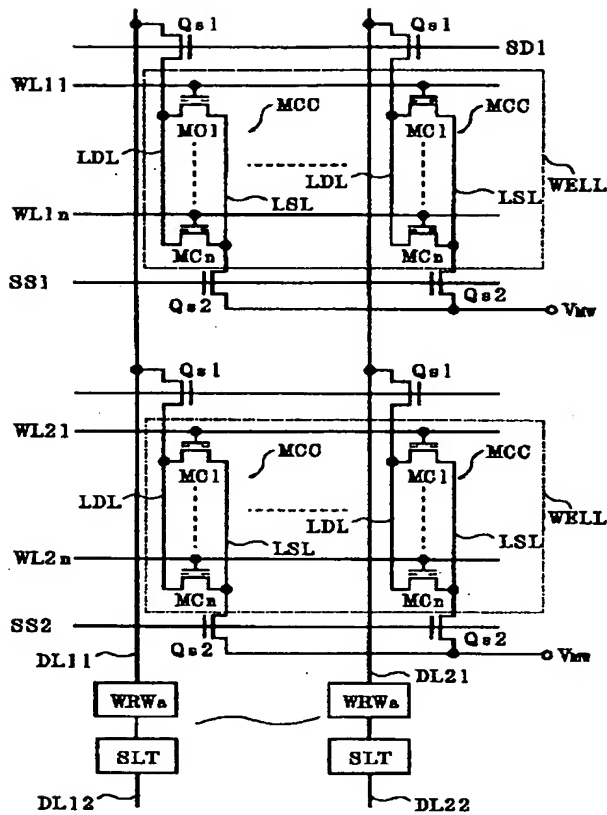 Qs1 Qs1
SD1
WL11
MCC MCC
MC1 MC1
LDL LDL WELL
LSL LSL
WL1n
MCn MCn
SS1
Qs2 Qs2
VMW
Qs1 Qs1
WL21
MCC MCC
MC1 MC1
LDL LDL WELL
LSL LSL
WL2n
MCn MCn
SS2
Qs2 Qs2
DL11 VMW
DL21
WRWa WRWa
SLT SLT
DL12 DL22